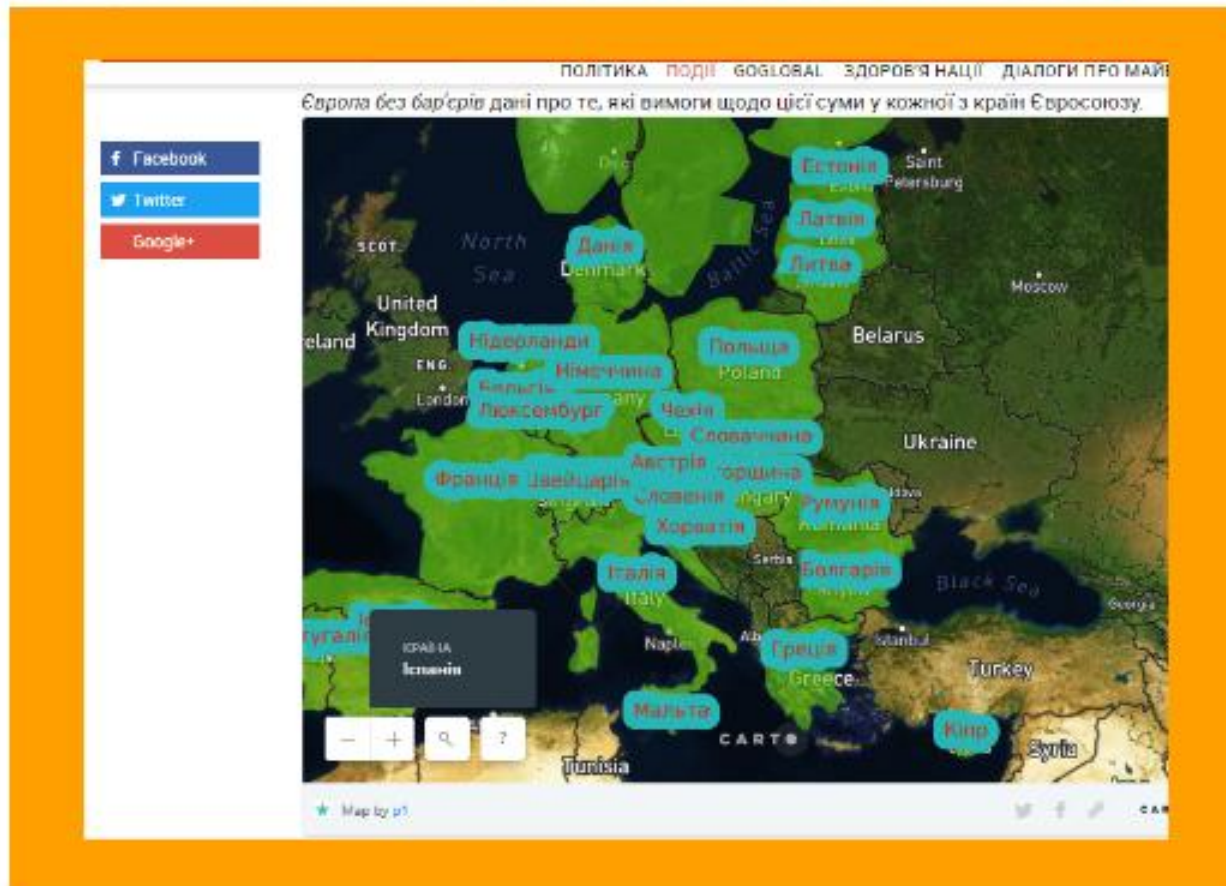 ПОЛІТИКА ПОДІЇ GOGLOBAL ЗДОРОВ'Я НАЦІЇ ДІАЛОГИ ПРО
Європа без бар'єрів дані про те, які вимоги щодо цієї суми у кожної з країн Євросоюзу.
Facebook
Twitter
Google+
Естонія
Saint
Petersburg
Латвія
SCOT.
North
Sea
Данія
Denmark
Baltic Sea
Литва
Moscow
United
Kingdom
Belarus
Нідерланди
Польща
Poland
ENG.
Німеччина
London
Люксембург
Чехія
Словаччина
Ukraine
Австрія
Франція
Румунія
Хорватія
Serbia
Італія
Italy
Болгарія
Black Sea
Georgia
КРАЇНА
Іспанія
Istanbul
Греція
Greece
Turkey
Мальта
CARTO
Кіпр
Syria
− + ?
Tunisia
Map by p1